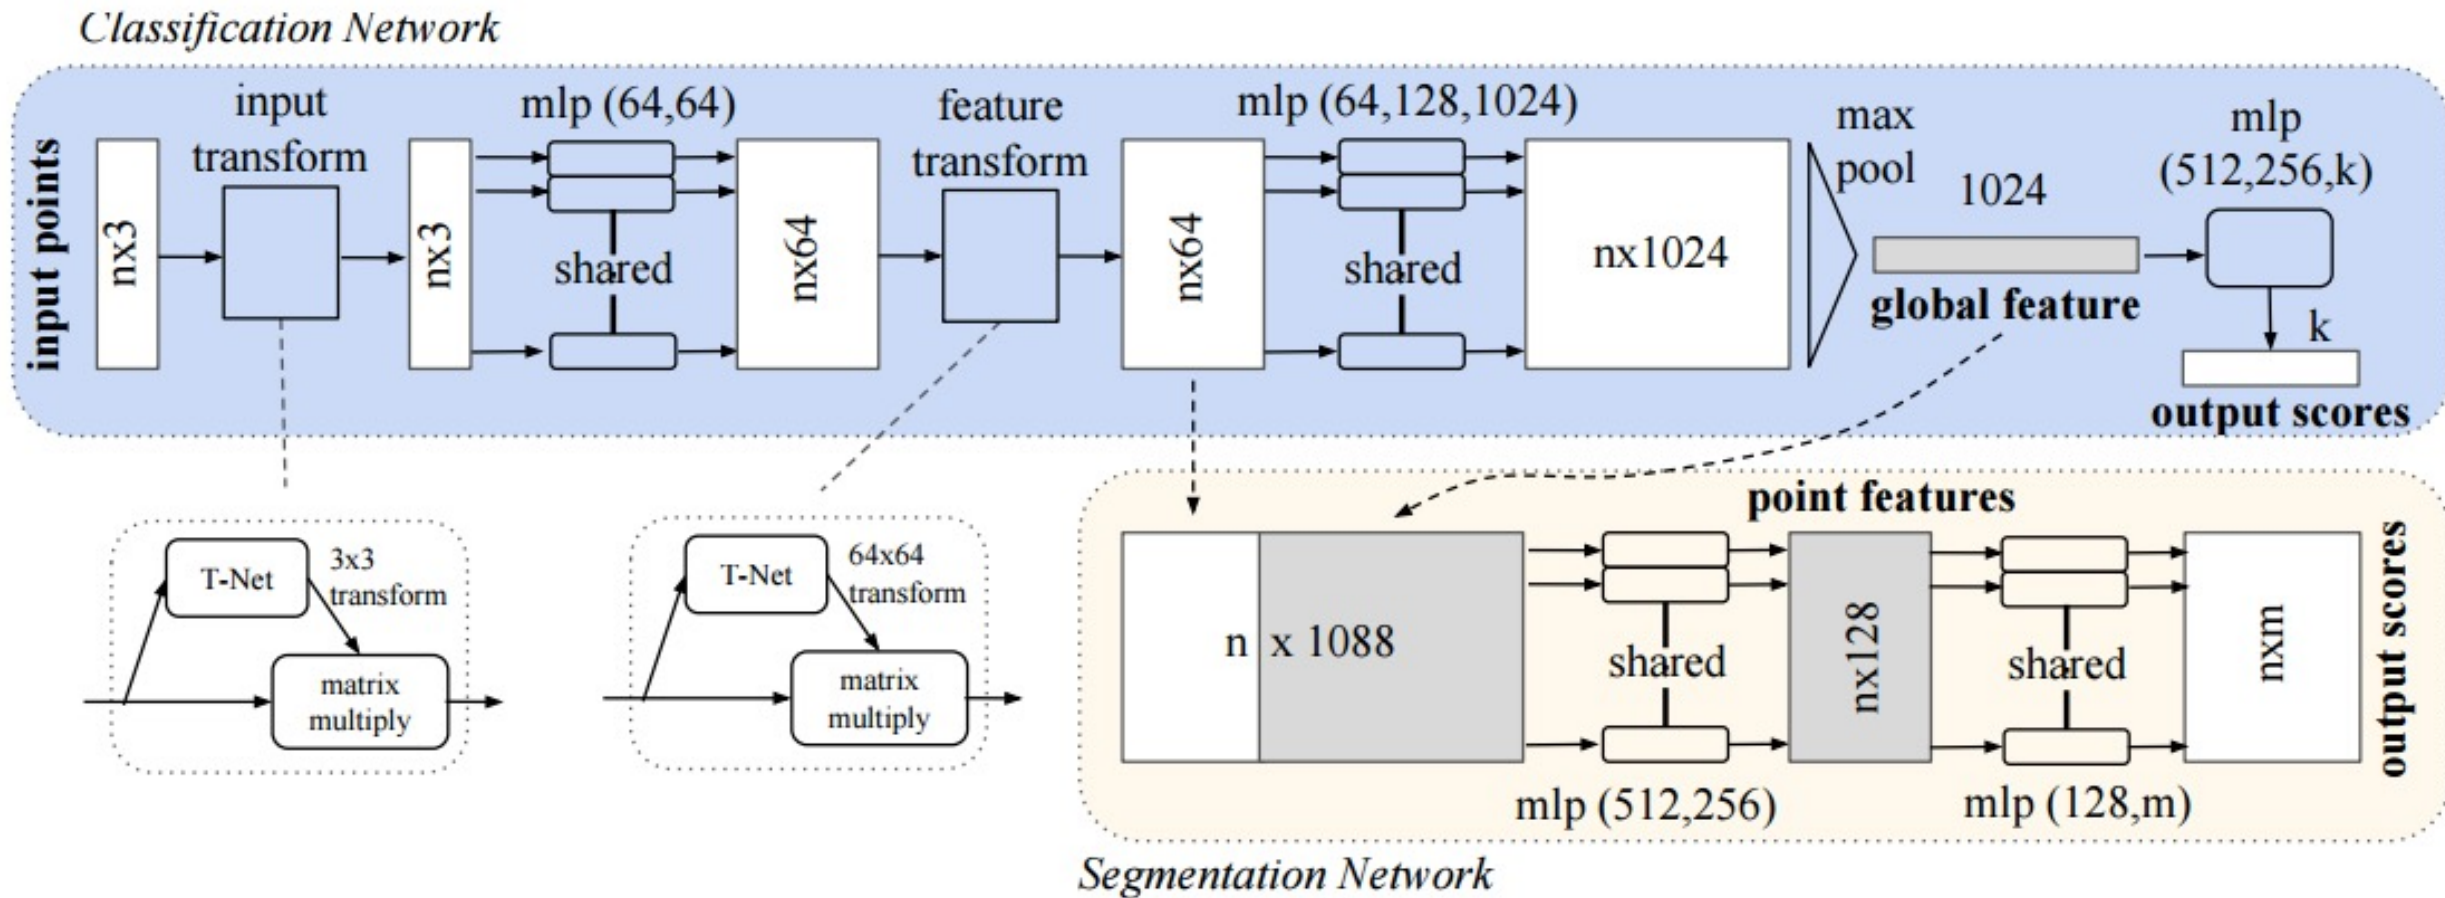 Classification Network
input points
nx3
input
transform
nx3
mlp (64,64)
shared
nx64
feature
transform
nx64
mlp (64,128,1024)
shared
nx1024
max
pool
1024
global feature
mlp
(512,256,k)
k
output scores
T-Net
3x3
transform
matrix
multiply
T-Net
64x64
transform
matrix
multiply
point features
n x 1088
shared
mlp (512,256)
nx128
shared
mlp (128,m)
nxm
output scores
Segmentation Network